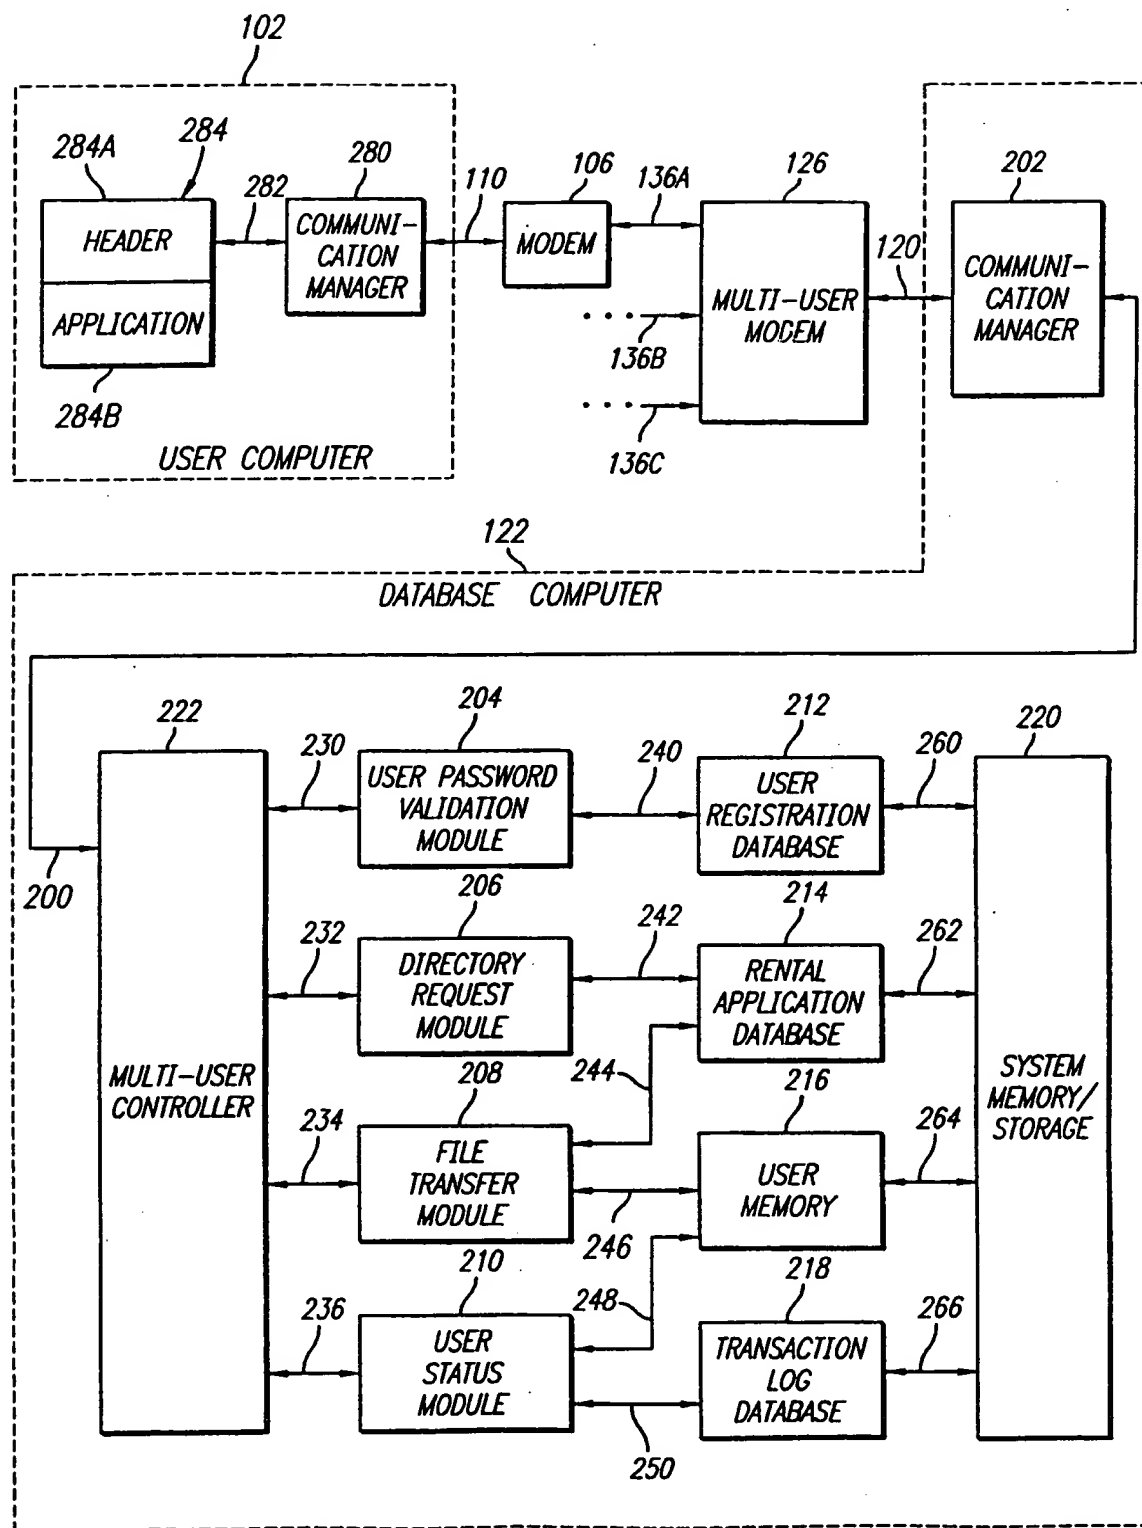 102
284A
284
280
282
110
106
136A
126
202
HEADER
APPLICATION
COMMUNI-
CATION
MANAGER
MODEM
MULTI-USER
MODEM
120
COMMUNI-
CATION
MANAGER
136B
136C
284B
USER COMPUTER
122
DATABASE COMPUTER
222
204
212
220
230
USER PASSWORD
VALIDATION
MODULE
240
USER
REGISTRATION
DATABASE
260
200
206
214
232
DIRECTORY
REQUEST
MODULE
242
RENTAL
APPLICATION
DATABASE
262
MULTI-USER
CONTROLLER
208
244
216
SYSTEM
MEMORY/
STORAGE
234
FILE
TRANSFER
MODULE
246
USER
MEMORY
264
210
248
218
236
USER
STATUS
MODULE
250
TRANSACTION
LOG
DATABASE
266